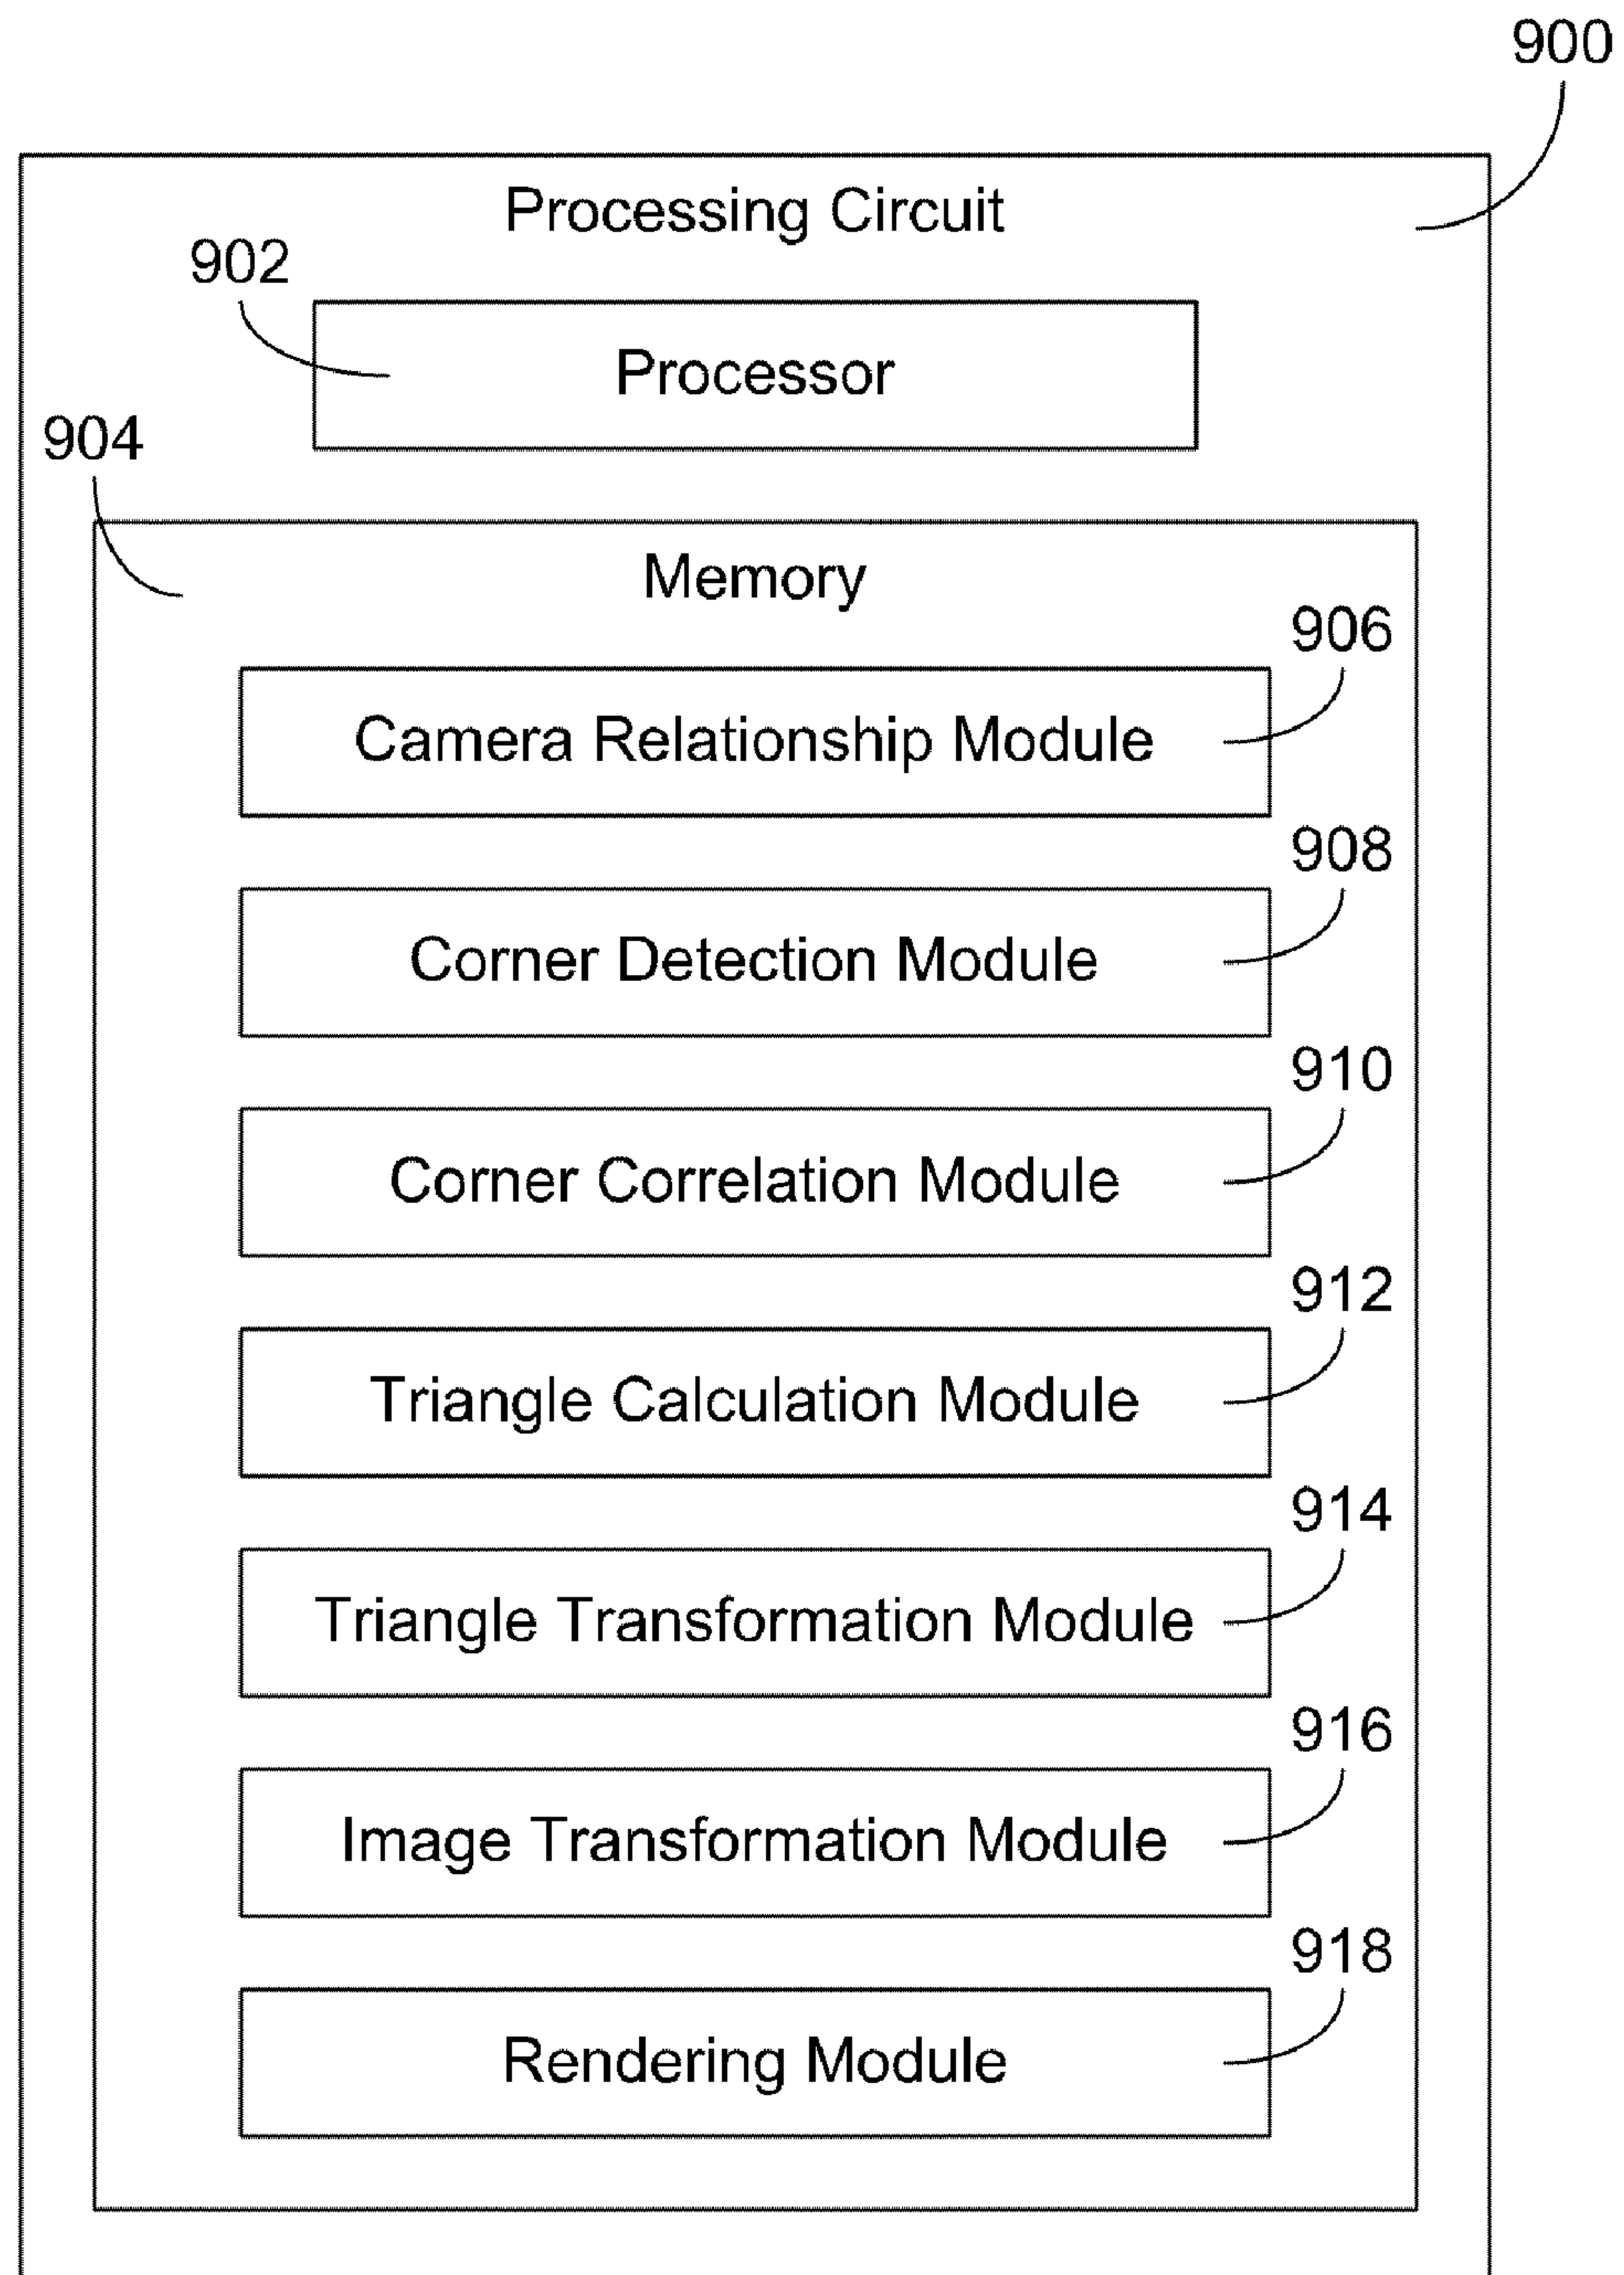 900
Processing Circuit
902
Processor
904
Memory
906
Camera Relationship Module
908
Corner Detection Module
910
Corner Correlation Module
912
Triangle Calculation Module
914
Triangle Transformation Module
916
Image Transformation Module
918
Rendering Module